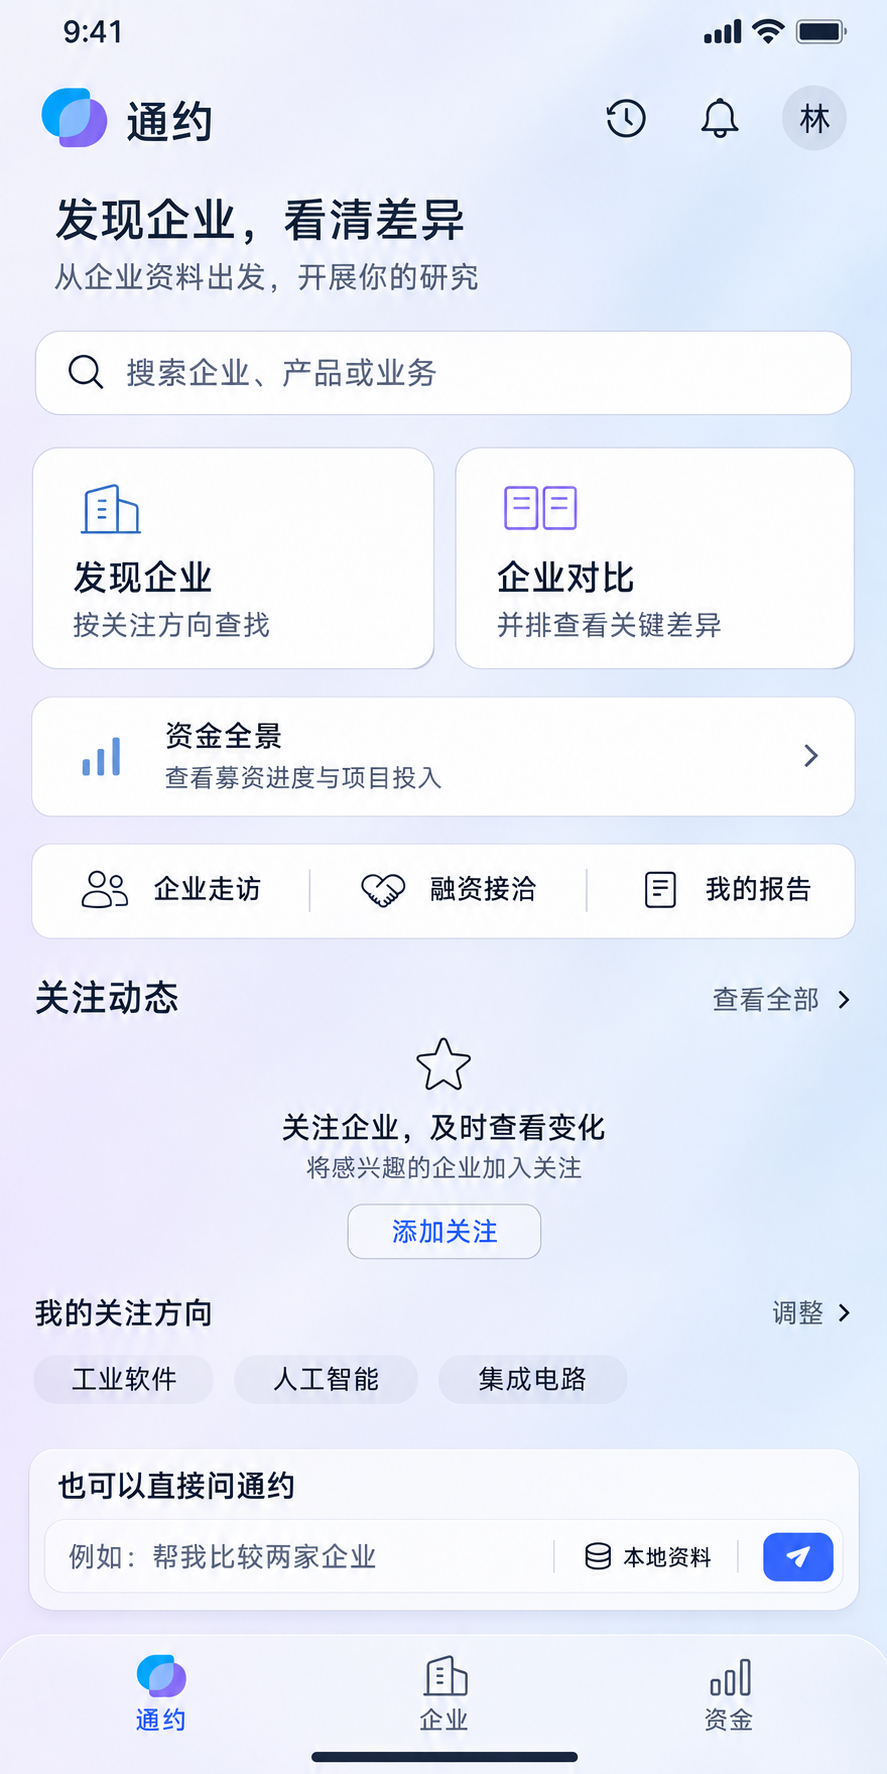 9:41
通约
林
发现企业，看清差异
从企业资料出发，开展你的研究
搜索企业、产品或业务
发现企业
按关注方向查找
企业对比
并排查看关键差异
资金全景
查看募资进度与项目投入
企业走访
融资接洽
我的报告
关注动态
查看全部
关注企业，及时查看变化
将感兴趣的企业加入关注
添加关注
我的关注方向
调整
工业软件
人工智能
集成电路
也可以直接问通约
例如：帮我比较两家企业
本地资料
通约
企业
资金